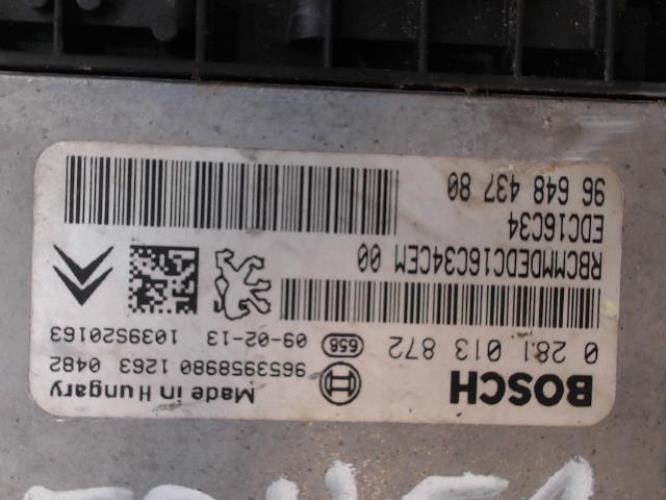 BOSCH
Made in Hungary
9653958980 1263 0482
0 281 013 872
656
09-02-13 1039S20163
RBCMMDEDC16C34CEM 00
EDC16C34
96 648 437 80